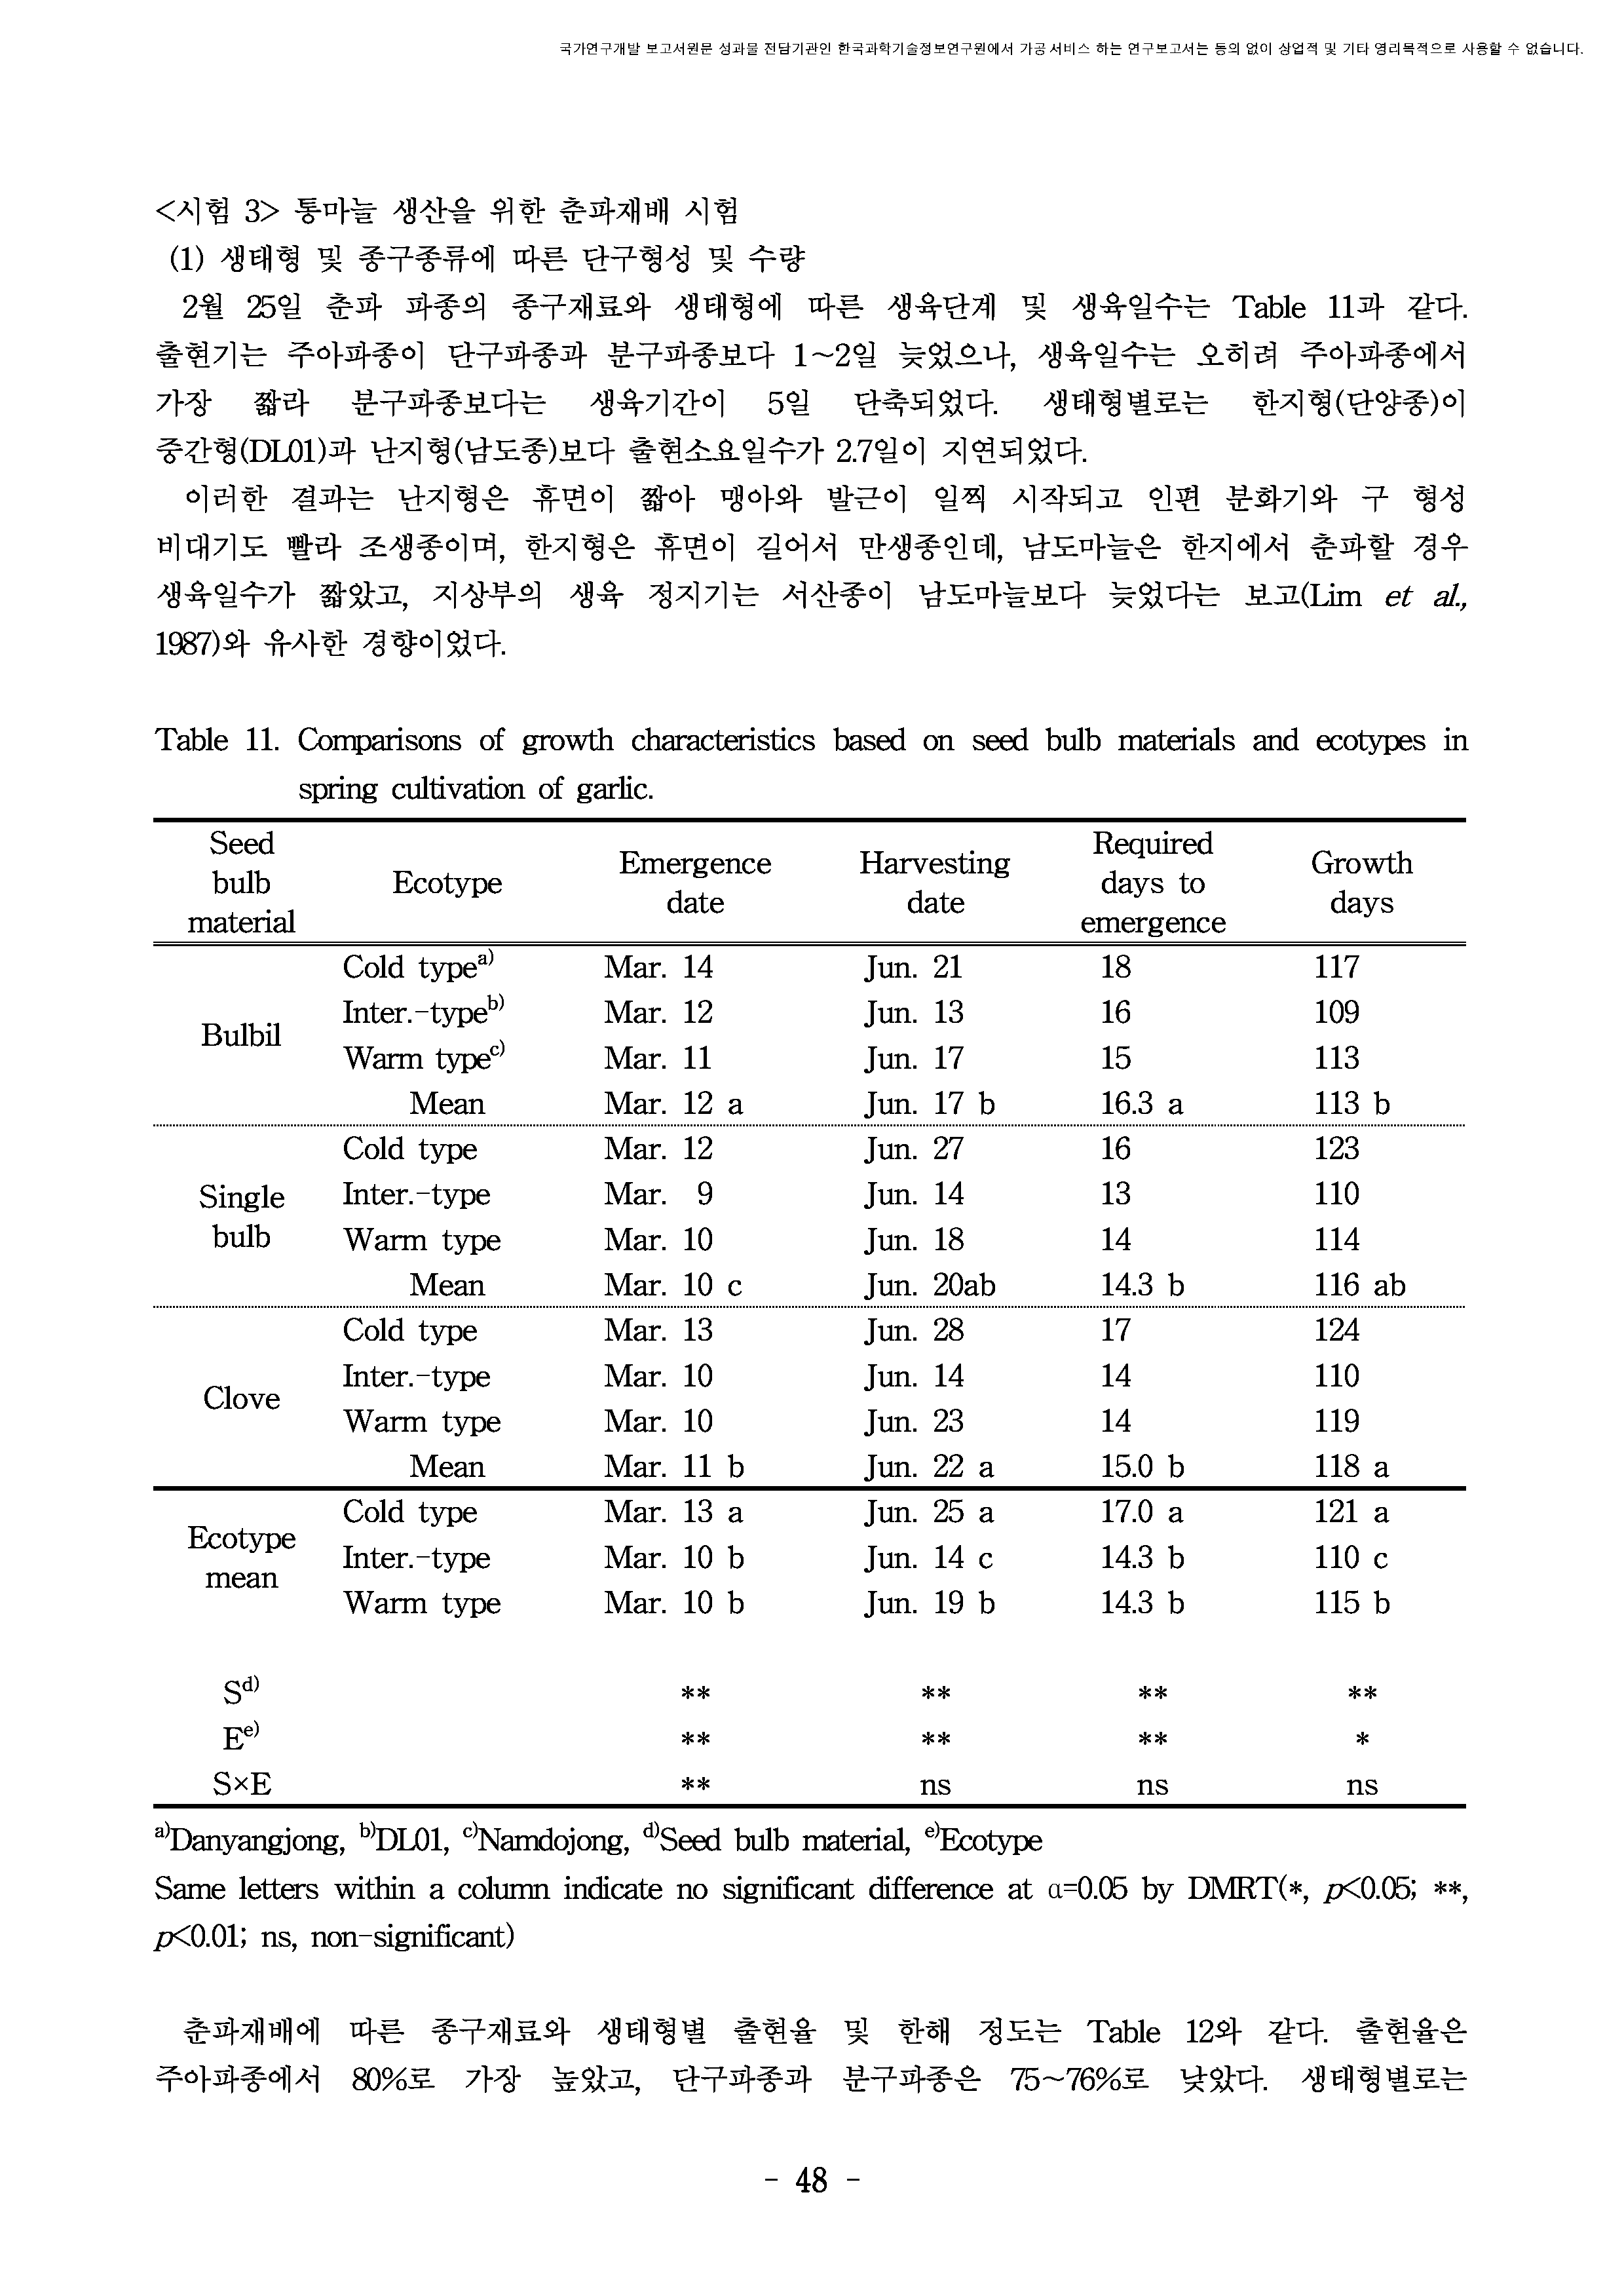 국가연구개발 보고서원문 성과물 전담기관인 한국과학기술정보연구원에서 가공·서비스 하는 연구보고서는 동의 없이 상업적 및 기타 영리목적으로 사용할 수 없습니다.
<시험 3> 통마늘 생산을 위한 춘파재배 시험
(1) 생태형 및 종구종류에 따른 단구형성 및 수량
2월 25일 춘파 파종의 종구재료와 생태형에 따른 생육단계 및 생육일수는 Table 11과 같다.
출현기는 주아파종이 단구파종과 분구파종보다 1~2일 늦었으나, 생육일수는 오히려 주아파종에서
가장 짧라 분구파종보다는 생육기간이 5일 단축되었다. 생태형별로는 한지형(단양종)이
중간형(DL01)과 난지형(남도종)보다 출현소요일수가 2.7일이 지연되었다.
이러한 결과는 난지형은 휴면이 짧아 맹아와 발근이 일찍 시작되고 인편 분화기와 구 형성
비대기도 빨라 조생종이며, 한지형은 휴면이 길어서 만생종인데, 남도마늘은 한지에서 춘파할 경우
생육일수가 짧았고, 지상부의 생육 정지기는 서산종이 남도마늘보다 늦었다는 보고(Lim et al.,
1987)와 유사한 경향이었다.
Table 11. Comparisons of growth characteristics based on seed bulb materials and ecotypes in
spring cultivation of garlic.
Seed bulb material Ecotype Emergence date Harvesting date Required days to emergence Growth days
Bulbil Cold type a) Mar. 14 Jun. 21 18 117
Inter.-type b) Mar. 12 Jun. 13 16 109
Warm type c) Mar. 11 Jun. 17 15 113
Mean Mar. 12 a Jun. 17 b 16.3 a 113 b
Single bulb Cold type Mar. 12 Jun. 27 16 123
Inter.-type Mar. 9 Jun. 14 13 110
Warm type Mar. 10 Jun. 18 14 114
Mean Mar. 10 c Jun. 20ab 14.3 b 116 ab
Clove Cold type Mar. 13 Jun. 28 17 124
Inter.-type Mar. 10 Jun. 14 14 110
Warm type Mar. 10 Jun. 23 14 119
Mean Mar. 11 b Jun. 22 a 15.0 b 118 a
Ecotype mean Cold type Mar. 13 a Jun. 25 a 17.0 a 121 a
Inter.-type Mar. 10 b Jun. 14 c 14.3 b 110 c
Warm type Mar. 10 b Jun. 19 b 14.3 b 115 b
S d) ** ** ** **
E e) ** ** ** *
S×E ** ns ns ns
a)Danyangjong, b)DL01, c)Namdojong, d)Seed bulb material, e)Ecotype
Same letters within a column indicate no significant difference at α=0.05 by DMRT(*, p<0.05; **,
p<0.01; ns, non-significant)
춘파재배에 따른 종구재료와 생태형별 출현율 및 한해 정도는 Table 12와 같다. 출현율은
주아파종에서 80%로 가장 높았고, 단구파종과 분구파종은 75~76%로 낮았다. 생태형별로는
- 48 -